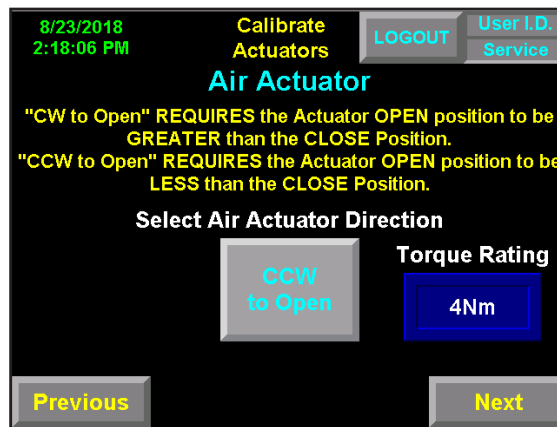 8/23/2018
2:18:06 PM
Calibrate
Actuators
LOGOUT
User I.D.
Service
Air Actuator
"CW to Open" REQUIRES the Actuator OPEN position to be
GREATER than the CLOSE Position.
"CCW to Open" REQUIRES the Actuator OPEN position to be
LESS than the CLOSE Position.
Select Air Actuator Direction
CCW
to Open
Torque Rating
4Nm
Previous
Next